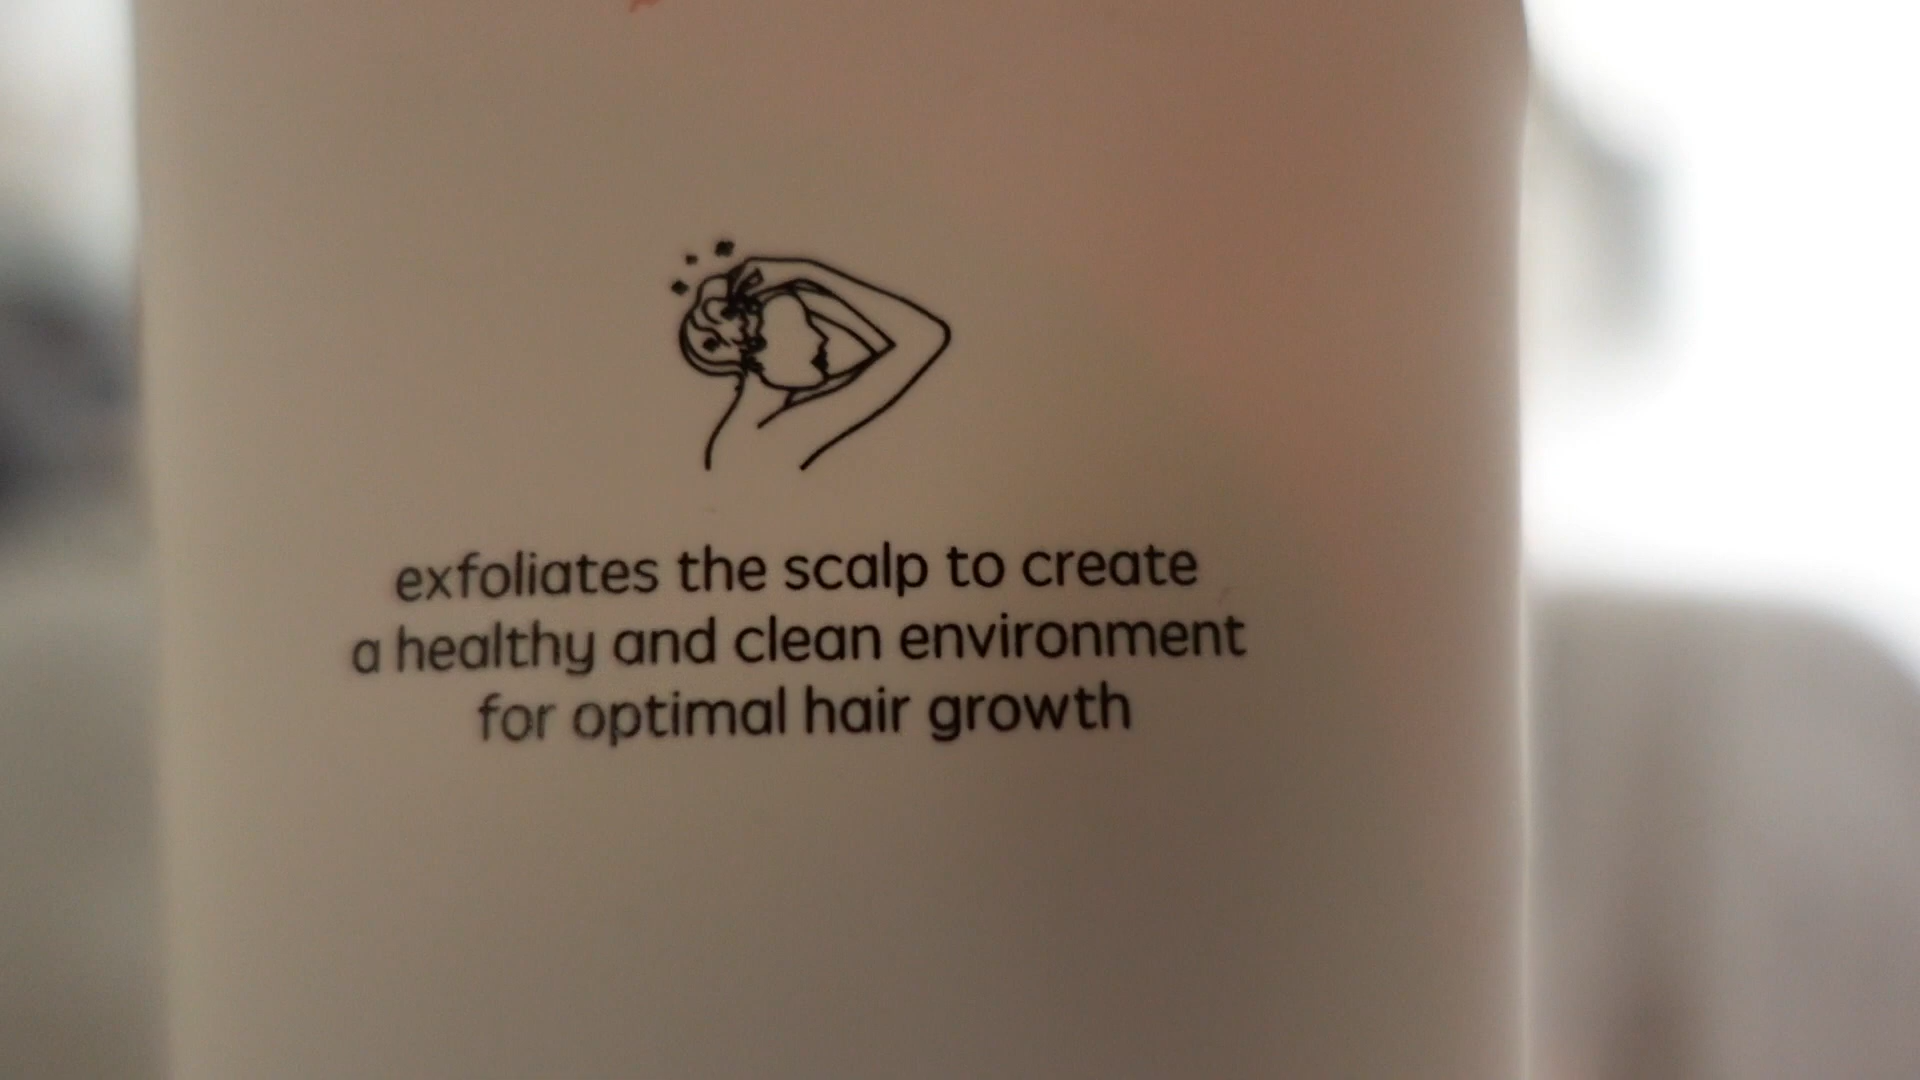 exfoliates the scalp to create
a healthy and clean environment
for optimal hair growth